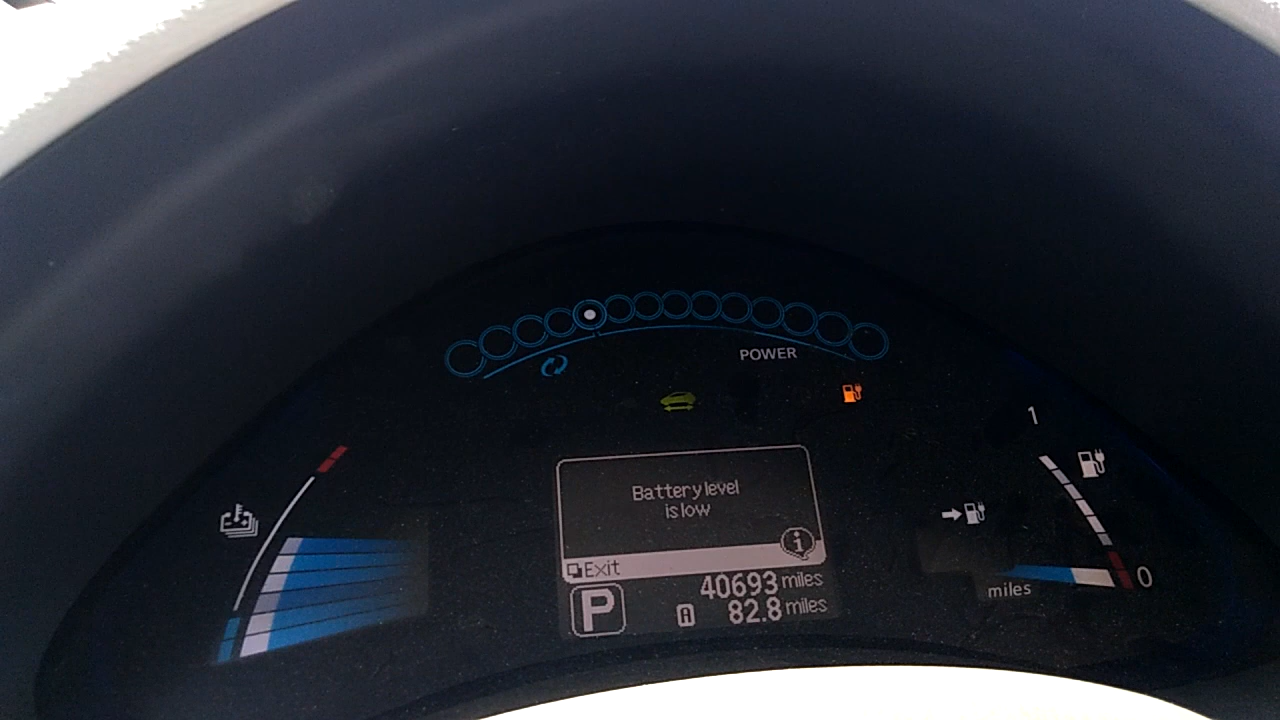 POWER
1
Battery level
is low
i
Exit
0
miles
P
40693 miles
A 82.8 miles